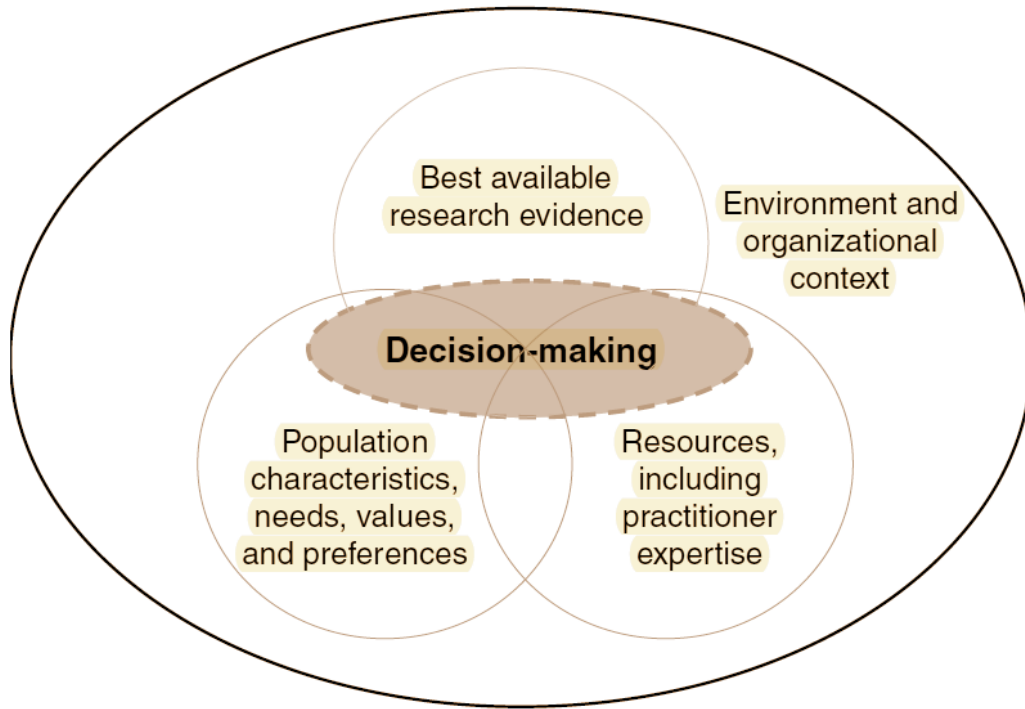 Best available
research evidence
Environment and
organizational
context
Decision-making
Population
characteristics,
needs, values,
and preferences
Resources,
including
practitioner
expertise